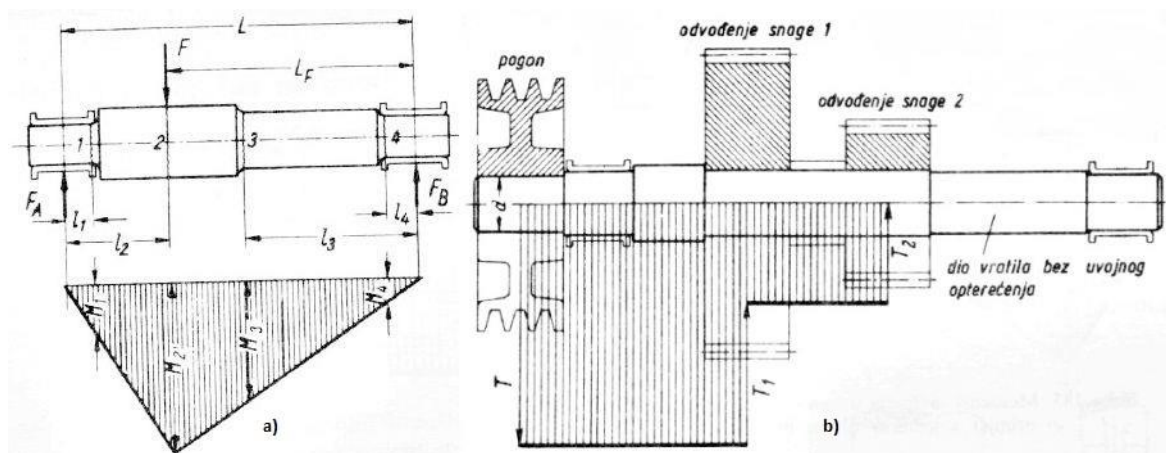 L
F
L_F
1
2
3
4
F_A
F_B
l_1
l_4
l_2
l_3
M_1
M_2
M_3
M_4
a)
odvođenje snage 1
pogon
odvođenje snage 2
d
T_2
dio vratila bez uvojnog
opterećenja
T
T_1
b)